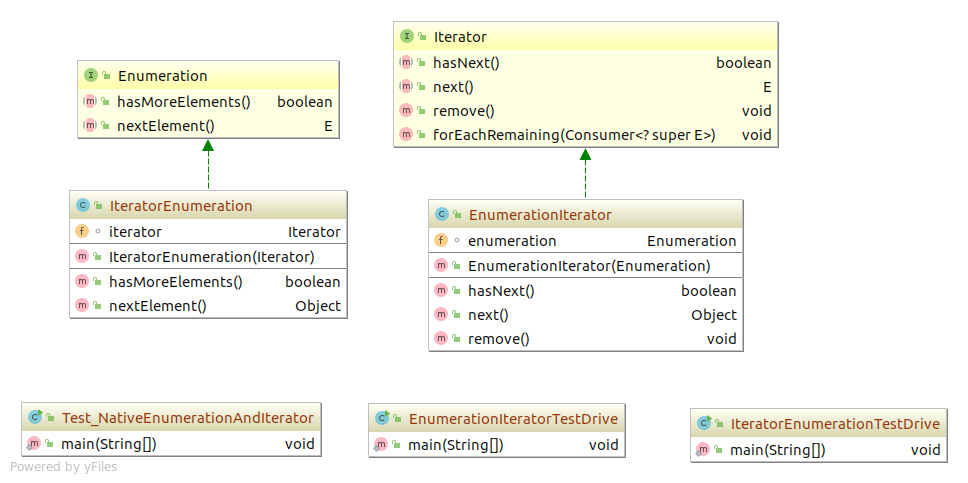 Enumeration
hasMoreElements() boolean
nextElement() E
Iterator
hasNext() boolean
next() E
remove() void
forEachRemaining(Consumer<? super E>) void
IteratorEnumeration
iterator Iterator
IteratorEnumeration(Iterator)
hasMoreElements() boolean
nextElement() Object
EnumerationIterator
enumeration Enumeration
EnumerationIterator(Enumeration)
hasNext() boolean
next() Object
remove() void
Test_NativeEnumerationAndIterator
main(String[]) void
EnumerationIteratorTestDrive
main(String[]) void
IteratorEnumerationTestDrive
main(String[]) void
Powered by yFiles